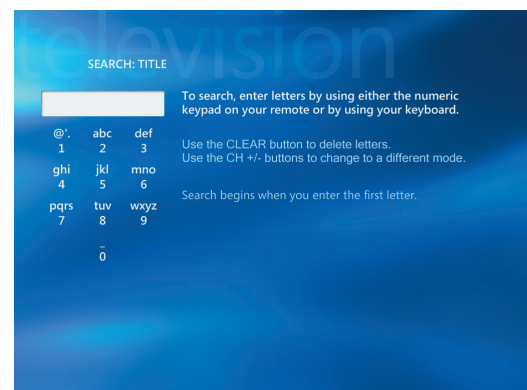 television
SEARCH: TITLE
To search, enter letters by using either the numeric
keypad on your remote or by using your keyboard.
@'. abc def
1 2 3
Use the CLEAR button to delete letters.
Use the CH +/- buttons to change to a different mode.
ghi jkl mno
4 5 6
Search begins when you enter the first letter.
pqrs tuv wxyz
7 8 9
_
0